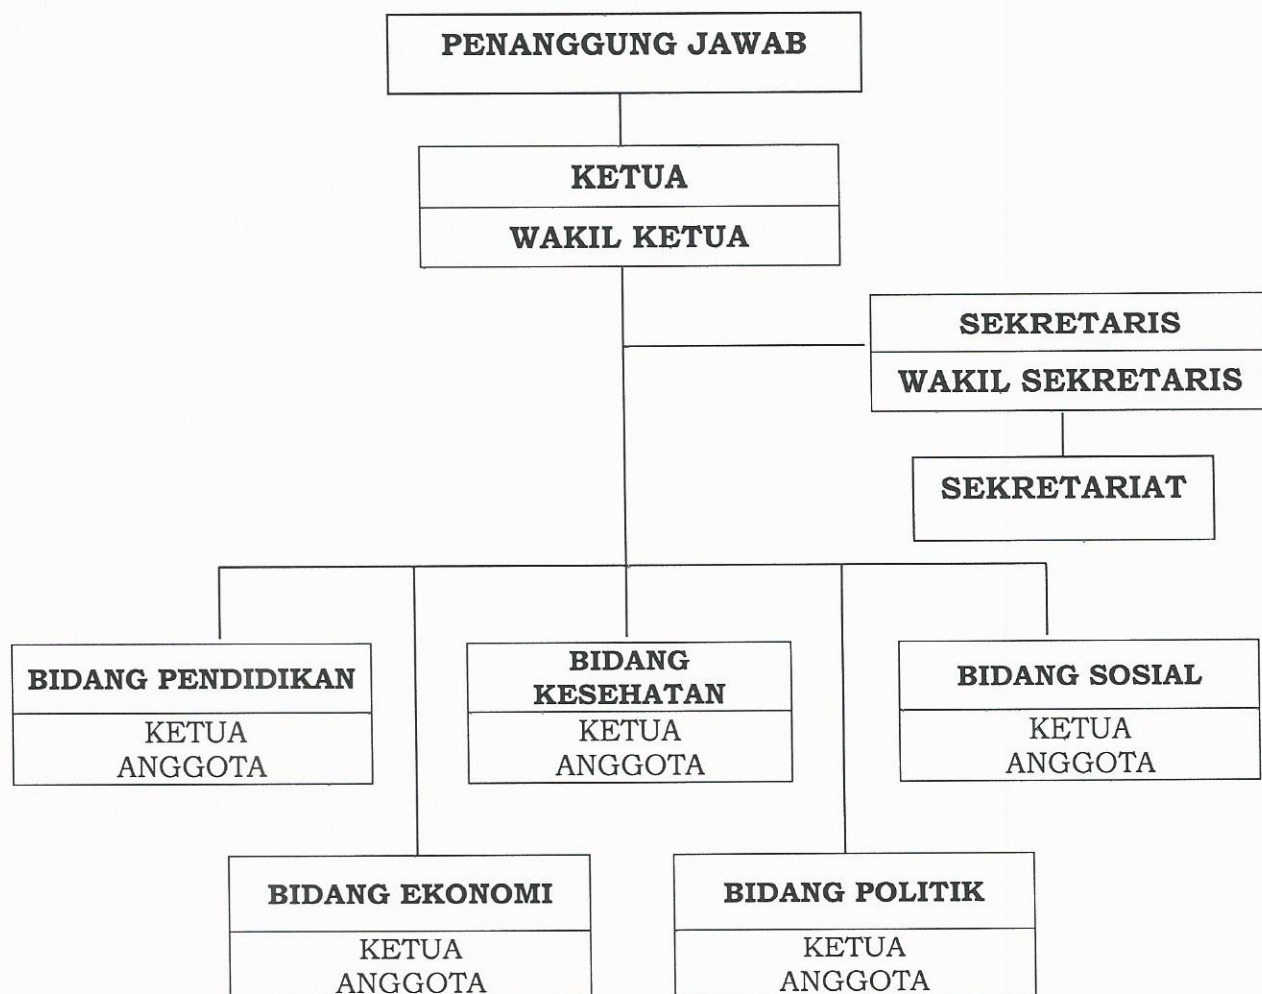 PENANGGUNG JAWAB
KETUA
WAKIL KETUA
SEKRETARIS
WAKIL SEKRETARIS
SEKRETARIAT
BIDANG PENDIDIKAN
KETUA
ANGGOTA
BIDANG
KESEHATAN
KETUA
ANGGOTA
BIDANG SOSIAL
KETUA
ANGGOTA
BIDANG EKONOMI
KETUA
ANGGOTA
BIDANG POLITIK
KETUA
ANGGOTA